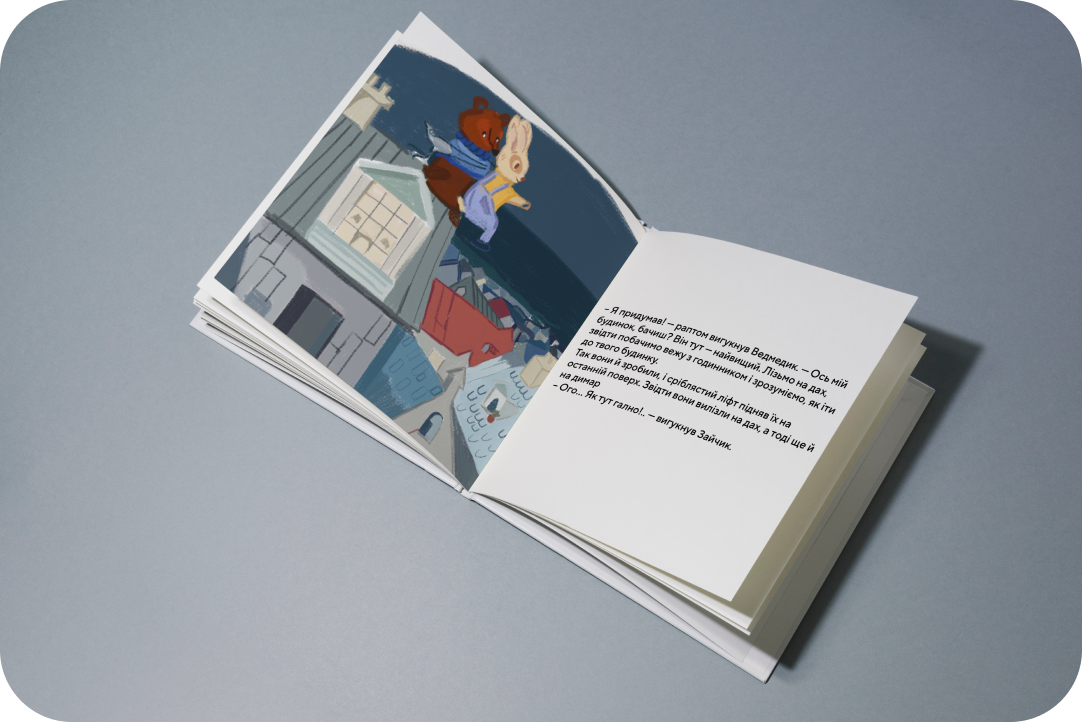 – Я придумав! — раптом вигукнув Ведмедик. — Ось мій
будинок, бачиш? Він тут — найвищий. Лізьмо на дах,
звідти побачимо вежу з годинником і зрозуміємо, як іти
до твого будинку.
Так вони й зробили, і сріблястий ліфт підняв їх на
останній поверх. Звідти вони вилізли на дах, а тоді ще й
на димар
– Ого... Як тут гално!.. — вигукнув Зайчик.